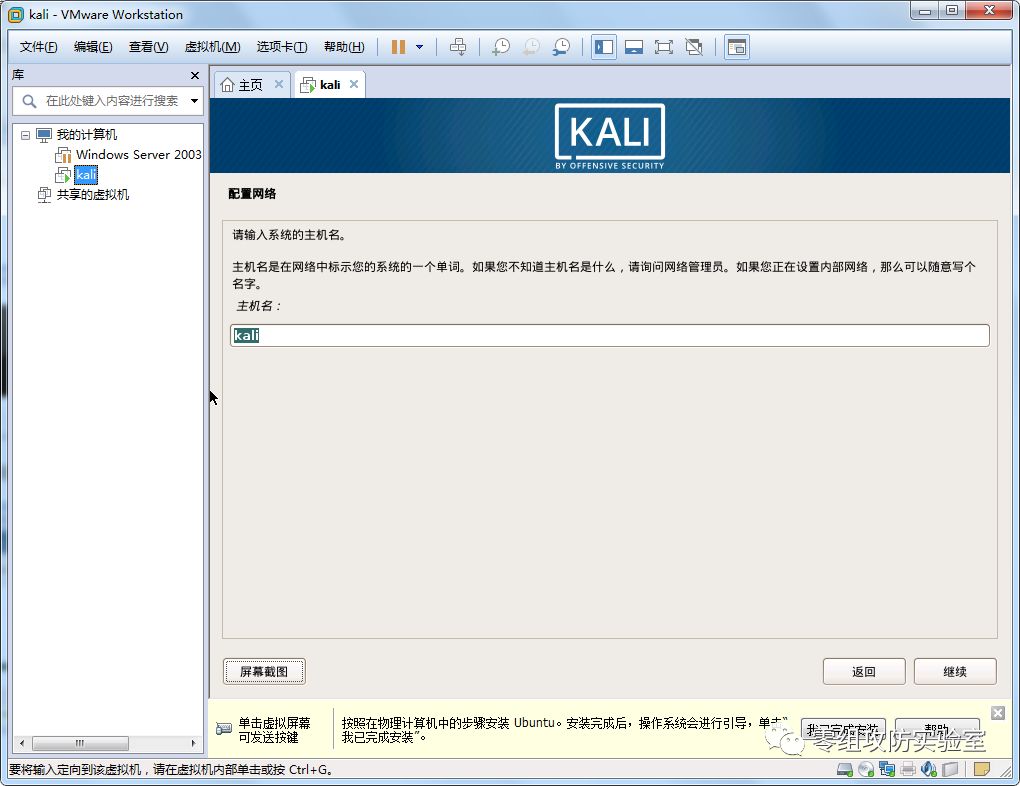 kali - VMware Workstation
文件(F) 编辑(E) 查看(V) 虚拟机(M) 选项卡(T) 帮助(H)
库
在此处键入内容进行搜索
我的计算机
Windows Server 2003
kali
共享的虚拟机
主页
kali
KALI
BY OFFENSIVE SECURITY
配置网络
请输入系统的主机名。
主机名是在网络中标示您的系统的一个单词。如果您不知道主机名是什么，请询问网络管理员。如果您正在设置内部网络，那么可以随意写个
名字。
主机名：
kali
屏幕截图
返回
继续
单击虚拟屏幕
可发送按键
按照在物理计算机中的步骤安装 Ubuntu。安装完成后，操作系统会进行引导，单击“
我已完成安装”。
我已完成安装
帮助
零组攻防实验室
要将输入定向到该虚拟机，请在虚拟机内部单击或按 Ctrl+G。